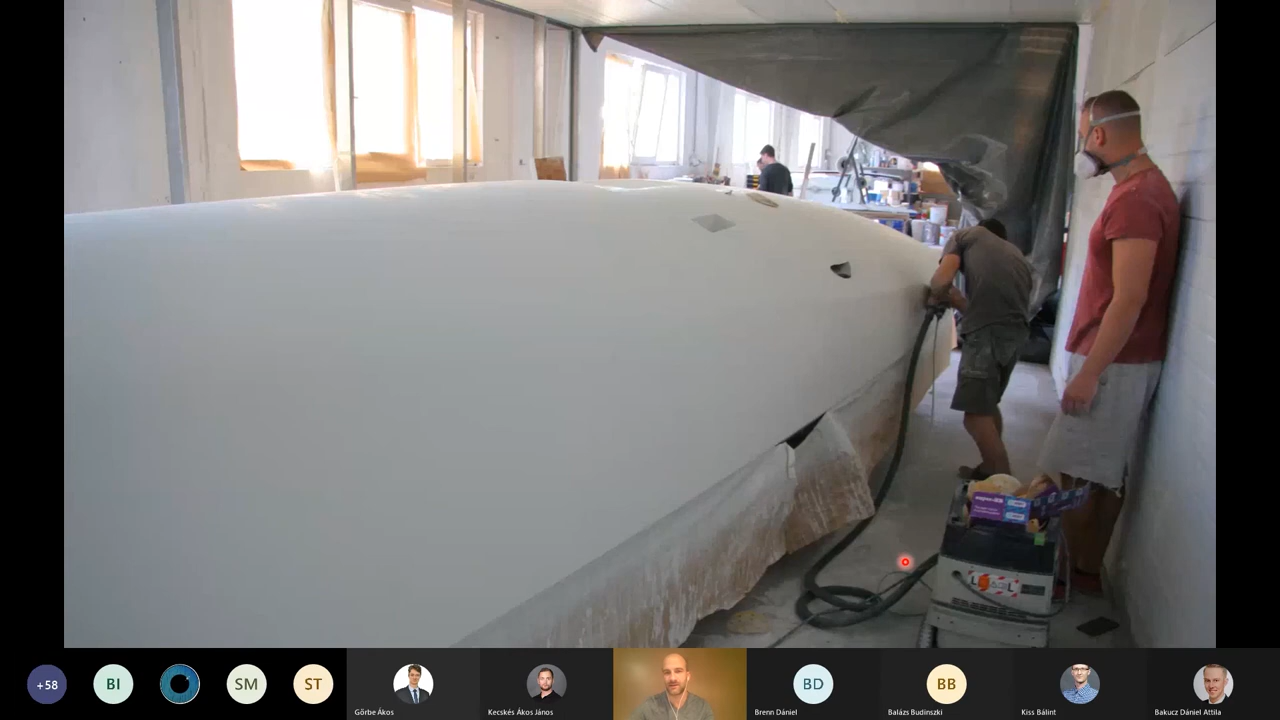 +58
BI
SM
ST
Gőrbe Ákos
Kecskés Ákos János
BD
Brenn Dániel
BB
Balázs Budinszki
Kiss Bálint
Bakucz Dániel Attila